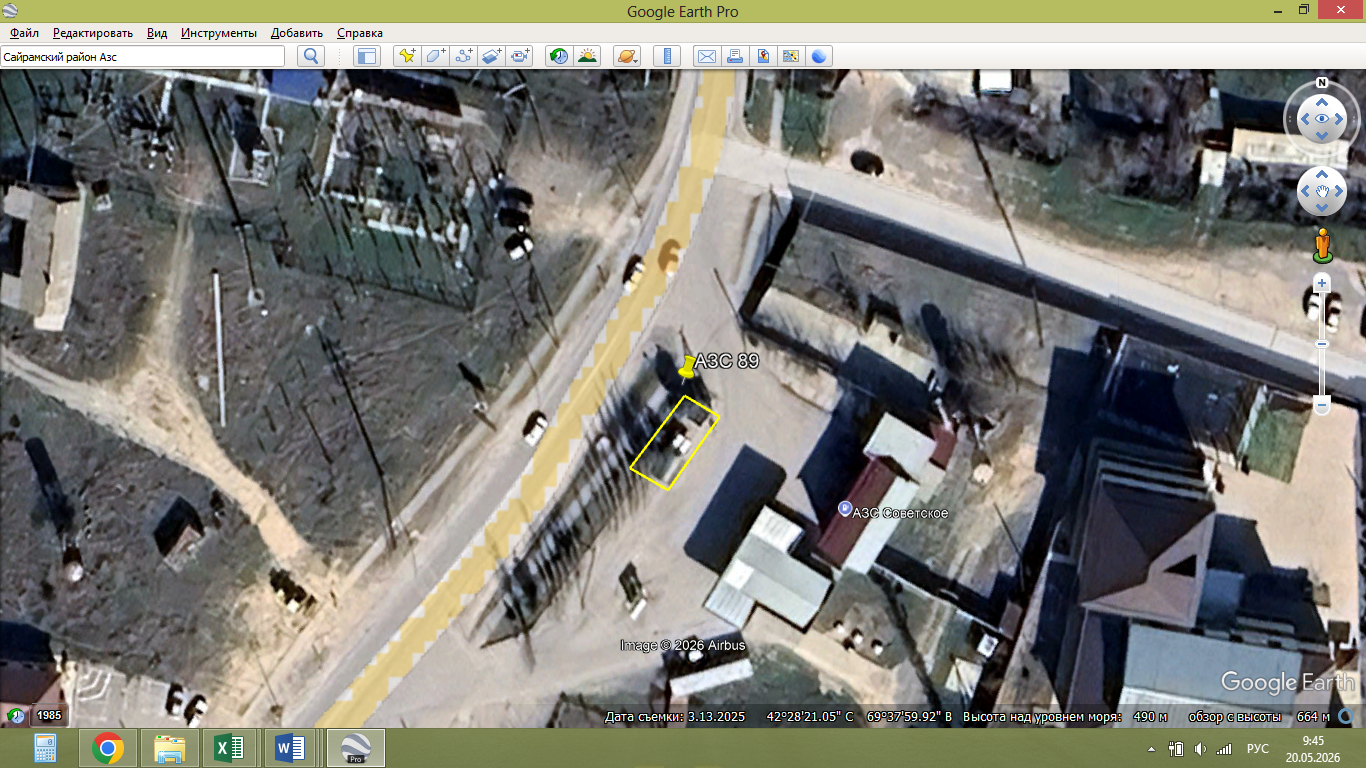 Google Earth Pro
Файл Редактировать Вид Инструменты Добавить Справка
Сайрамский район Азс
N
АЗС 89
АЗС Советское
Image © 2026 Airbus
Google Earth
1985
Дата съемки: 3.13.2025 42°28'21.05" С 69°37'59.92" В Высота над уровнем моря: 490 м обзор с высоты 664 м
Pro
РУС
9:45
20.05.2026